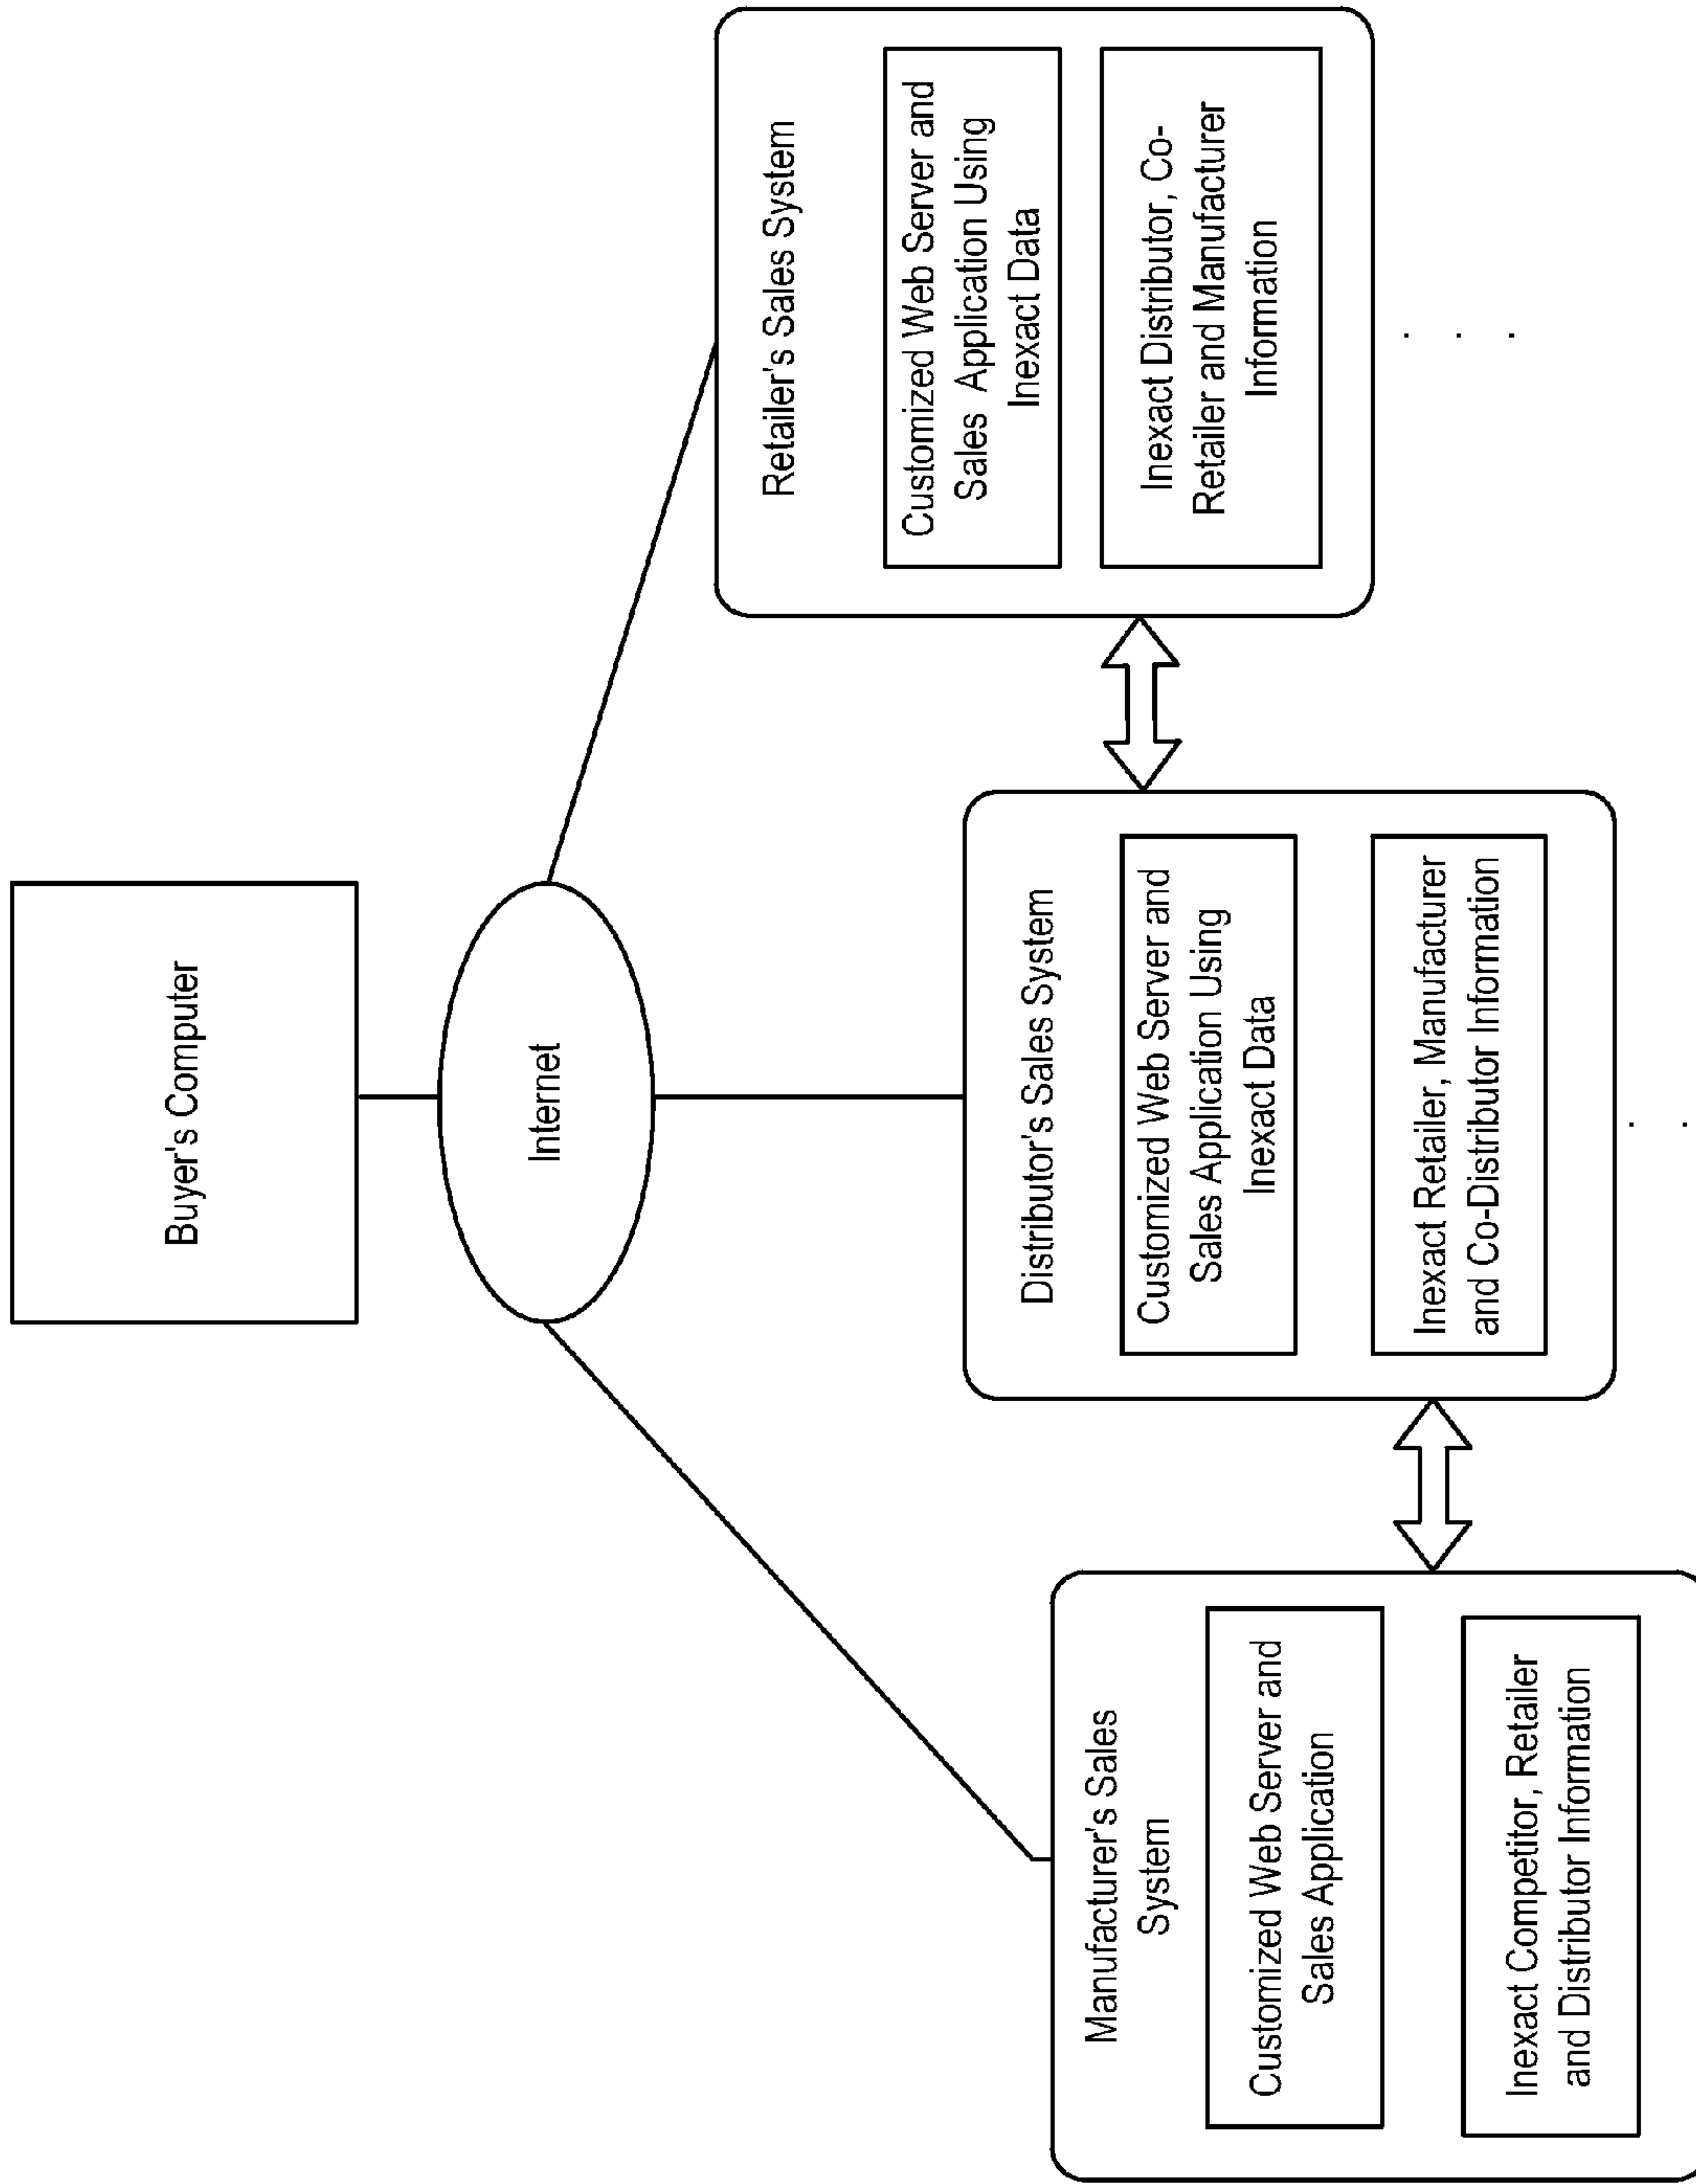 Buyer's Computer
Internet
Manufacturer's Sales
System
Customized Web Server and
Sales Application
Inexact Competitor, Retailer
and Distributor Information
Distributor's Sales System
Customized Web Server and
Sales Application Using
Inexact Data
Inexact Retailer, Manufacturer
and Co-Distributor Information
. .
Retailer's Sales System
Customized Web Server and
Sales Application Using
Inexact Data
Inexact Distributor, Co-
Retailer and Manufacturer
Information
. . .